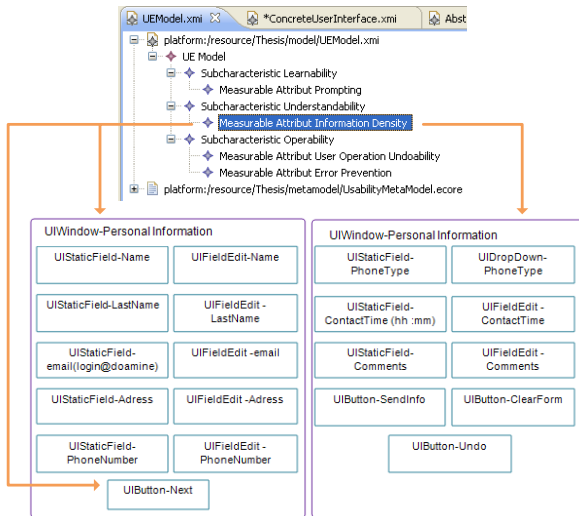 UEModel.xmi
*ConcreteUserInterface.xmi
Abst
platform:/resource/Thesis/model/UEModel.xmi
UE Model
Subcharacteristic Learnability
Measurable Attribut Prompting
Subcharacteristic Understandability
Measurable Attribut Information Density
Subcharacteristic Operability
Measurable Attribut User Operation Undoability
Measurable Attribut Error Prevention
platform:/resource/Thesis/metamodel/UsabilityMetaModel.ecore
UIWindow-Personal Information
UIStaticField-Name
UIFieldEdit-Name
UIStaticField-LastName
UIFieldEdit -
LastName
UIStaticField-
email(login@doamine)
UIFieldEdit -email
UIStaticField-Adress
UIFieldEdit -Adress
UIStaticField-
PhoneNumber
UIFieldEdit -
PhoneNumber
UIButton-Next
UIWindow-Personal Information
UIStaticField-
PhoneType
UIDropDown-
PhoneType
UIStaticField-
ContactTime (hh :mm)
UIFieldEdit -
ContactTime
UIStaticField-
Comments
UIFieldEdit -
Comments
UIButton-SendInfo
UIButton-ClearForm
UIButton-Undo